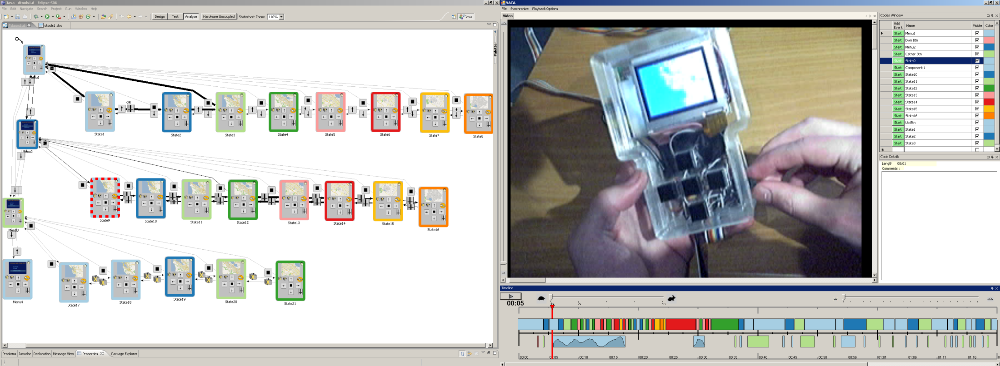 Java - dtools1.d - Eclipse SDK
File Edit Navigate Search Project Run Window Help
Design Test Analyze Hardware Uncoupled Statechart Zoom: 110% Java
*dtools1.d dtools1.dvc
Palette
Menu1
OR
State1 State2 State3 State4 State5 State6 State7 State8
Menu2
State9 State10 State11 State12 State13 State14 State15 State16
Menu3
Menu4 State17 State18 State19 State20 State21
Problems Javadoc Declaration Message View Properties Package Explorer
VACA
File Synchronize Playback Options
Video
Codes Window
Add Event Name Visible Color
Start Menu1
Start Dwn Btn
Start Menu2
Start Cetner Btn
Start State9
Start Component 1
Start State10
Start State11
Start State12
Start State13
Start State14
Start State15
Start State16
Start Up Btn
Start State1
Start State2
Start State3
Code Details
Length: 00:01
Comments :
Timeline
00:05 1x 2x 5x
00:00 00:05 00:10 00:15 00:20 00:25 00:30 00:35 00:40 00:45 00:50 00:55 01:01 01:06 01:11 01:16